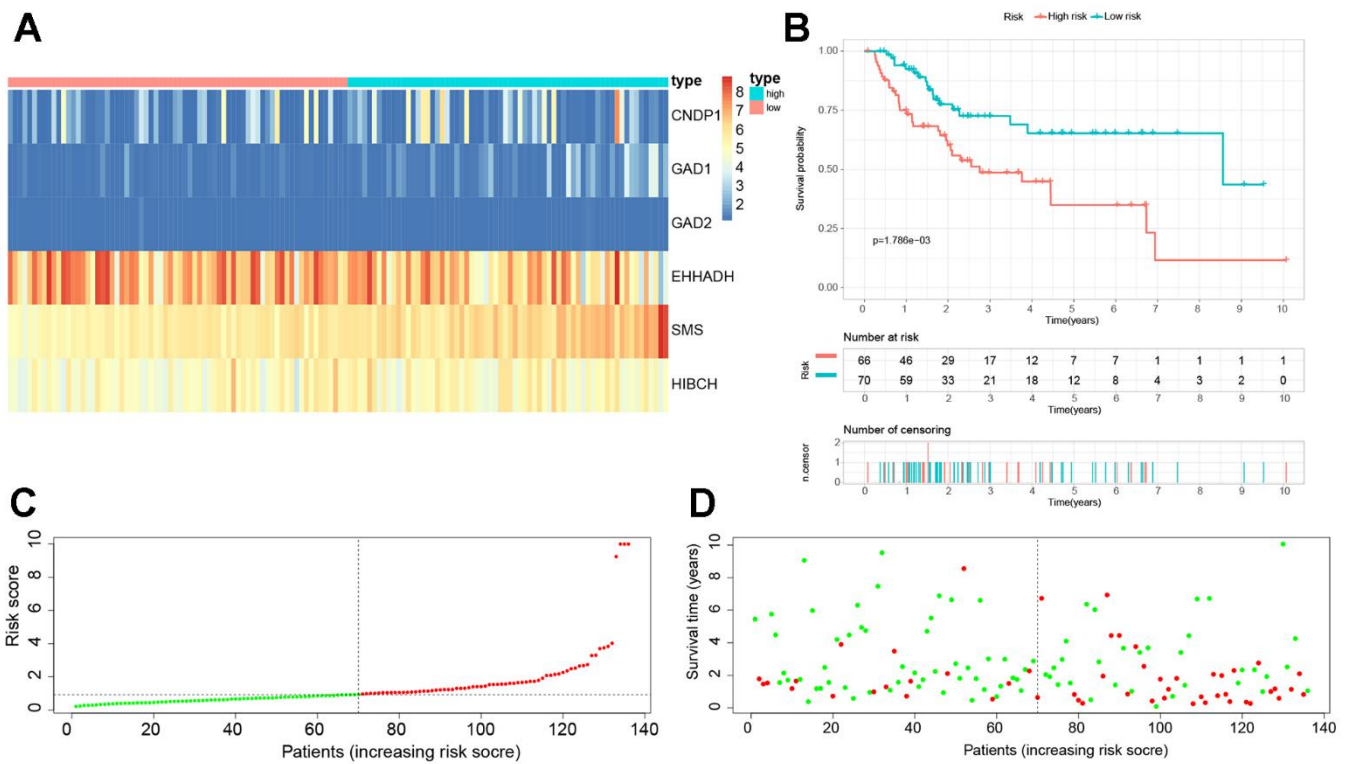 A
type
CNDP1
GAD1
GAD2
EHHADH
SMS
HIBCH
8
7
6
5
4
3
2
type
high
low
B
Risk High risk Low risk
Survival probability
1.00
0.75
0.50
0.25
0.00
p=1.786e−03
0 1 2 3 4 5 6 7 8 9 10
Time(years)
Number at risk
Risk
66 46 29 17 12 7 7 1 1 1 1
70 59 33 21 18 12 8 4 3 2 0
0 1 2 3 4 5 6 7 8 9 10
Time(years)
Number of censoring
n.censor
2
1
0
0 1 2 3 4 5 6 7 8 9 10
Time(years)
C
Risk score
10
8
6
4
2
0
0 20 40 60 80 100 120 140
Patients (increasing risk socre)
D
Survival time (years)
10
8
6
4
2
0
0 20 40 60 80 100 120 140
Patients (increasing risk socre)